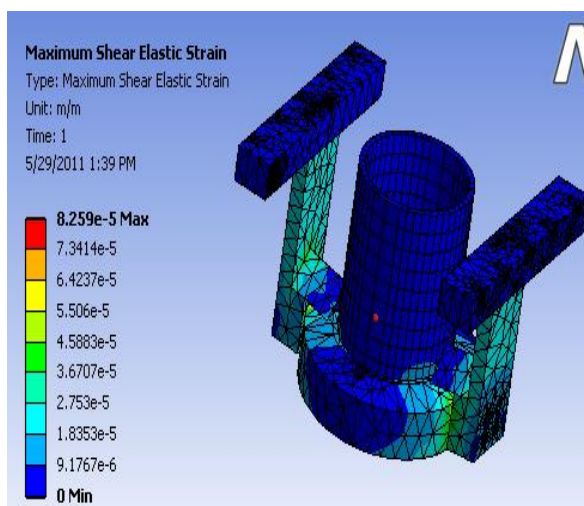 Maximum Shear Elastic Strain
Type: Maximum Shear Elastic Strain
Unit: m/m
Time: 1
5/29/2011 1:39 PM
8.259e-5 Max
7.3414e-5
6.4237e-5
5.506e-5
4.5883e-5
3.6707e-5
2.753e-5
1.8353e-5
9.1767e-6
0 Min